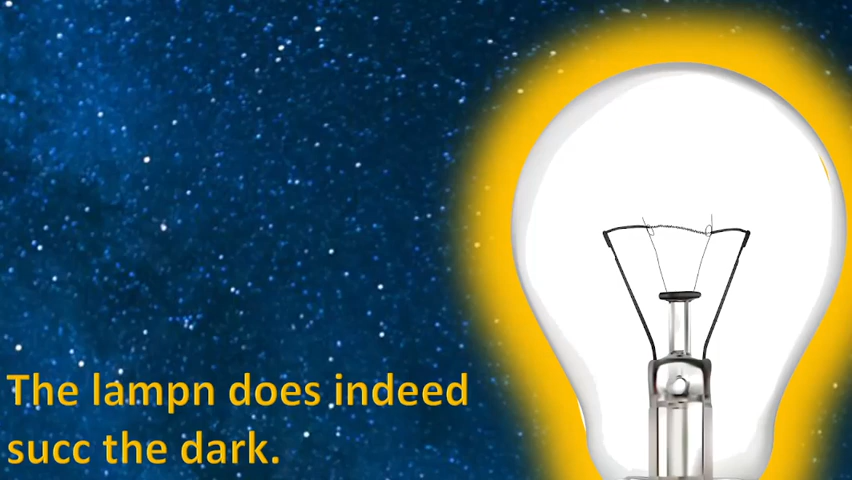 The lampn does indeed
succ the dark.